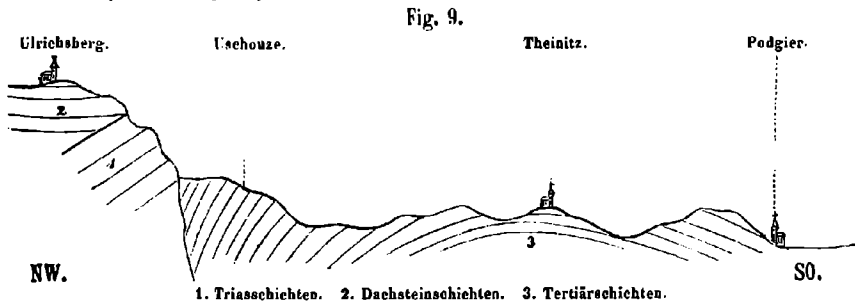 Fig. 9.
Ulrichsberg. Uschouze. Theinitz. Podgier.
2
1
3
NW. SO.
1. Triasschichten. 2. Dachsteinschichten. 3. Tertiärschichten.